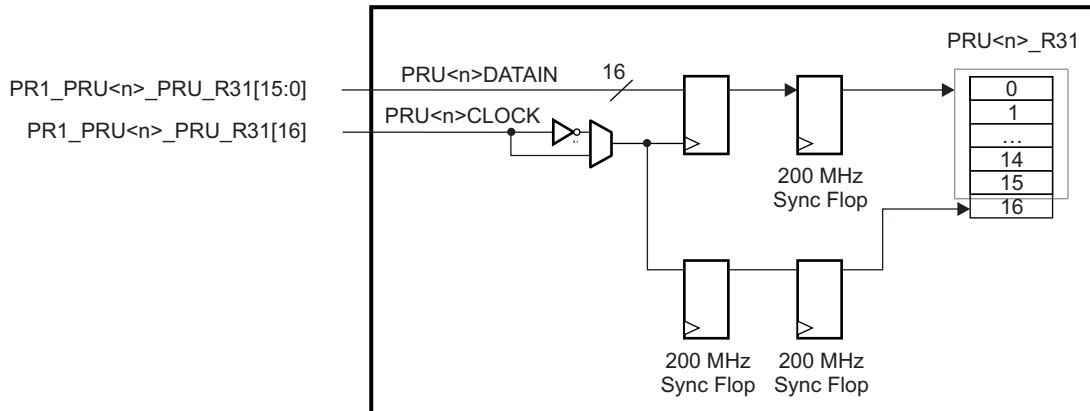 PRU<n>_R31
PRU<n>DATAIN
16
PR1_PRU<n>_PRU_R31[15:0]
0
PRU<n>CLOCK
1
PR1_PRU<n>_PRU_R31[16]
...
14
200 MHz
Sync Flop
15
16
200 MHz
Sync Flop
200 MHz
Sync Flop